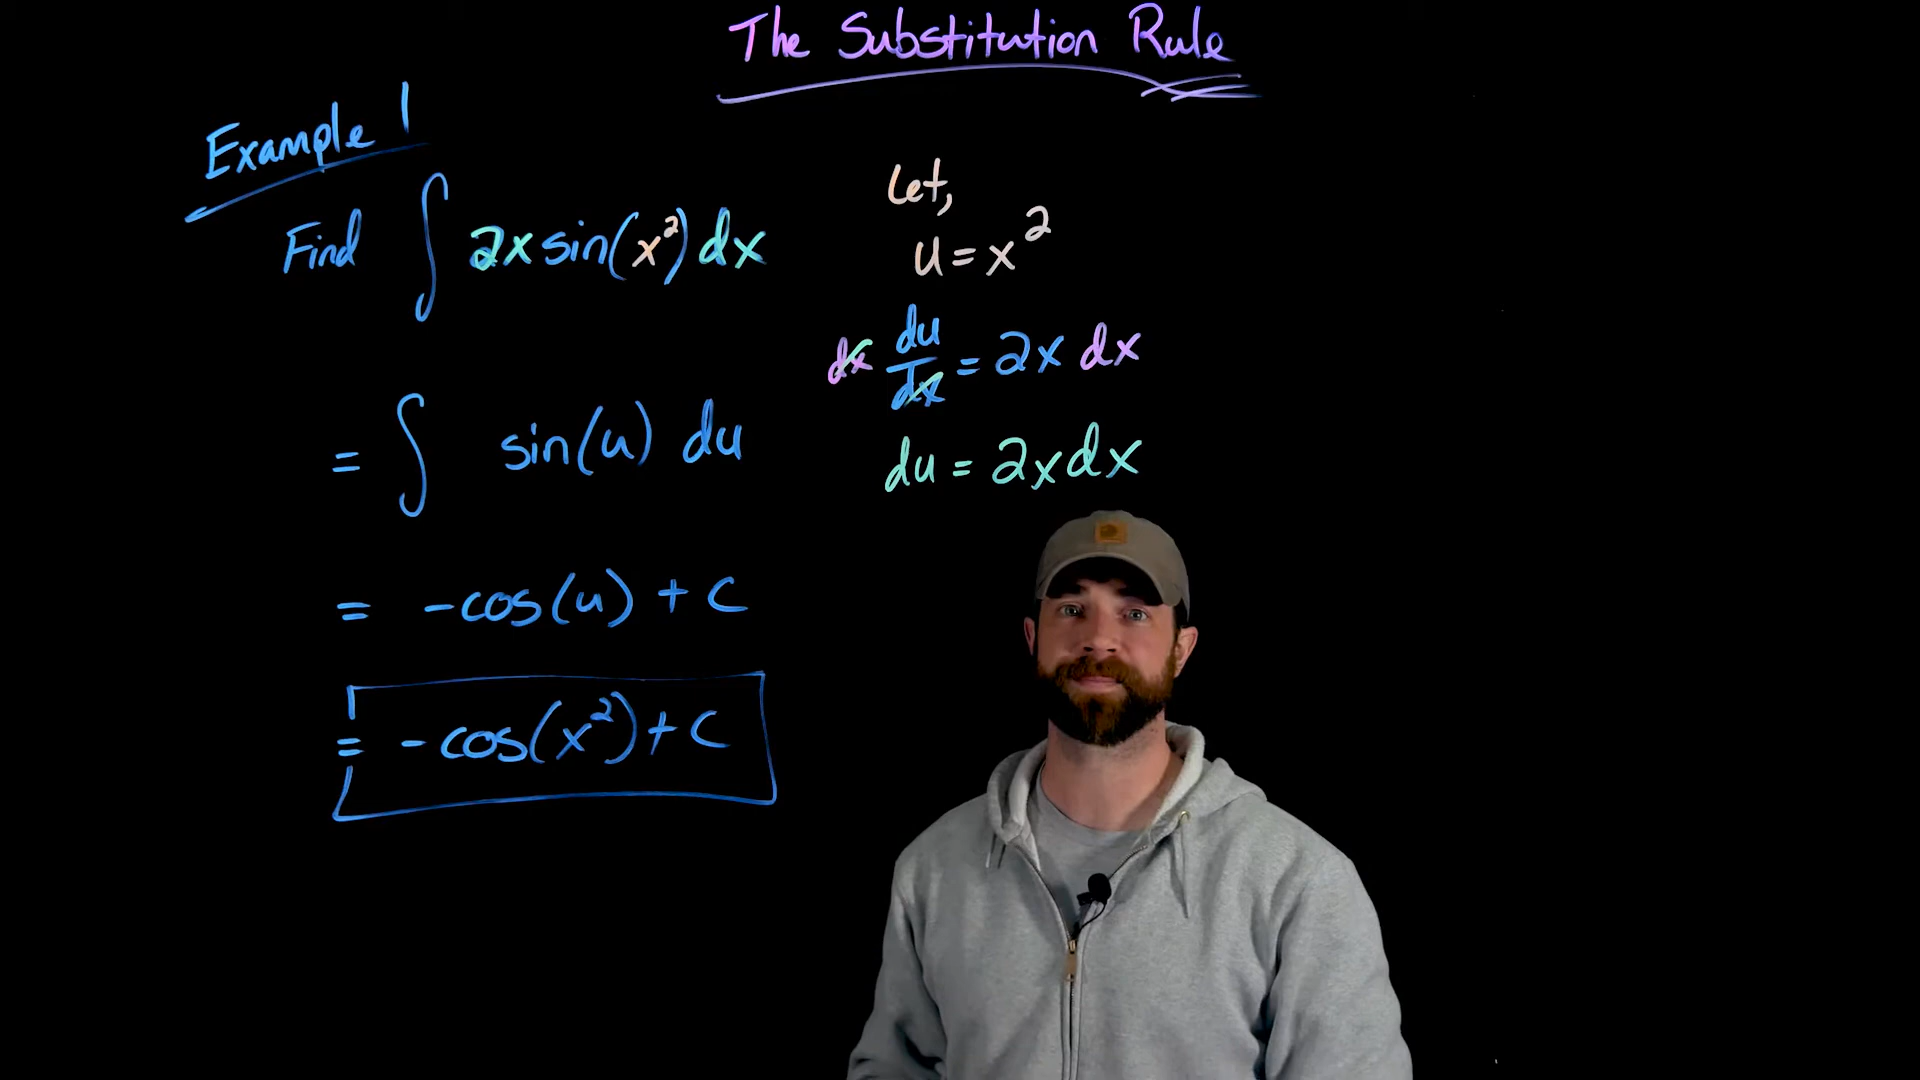 The Substitution Rule
Example 1
Find ∫ 2x sin(x²) dx
= ∫ sin(u) du
= -cos(u) + C
= -cos(x²) + C
Let,
u = x²
dx du/dx = 2x dx
du = 2x dx